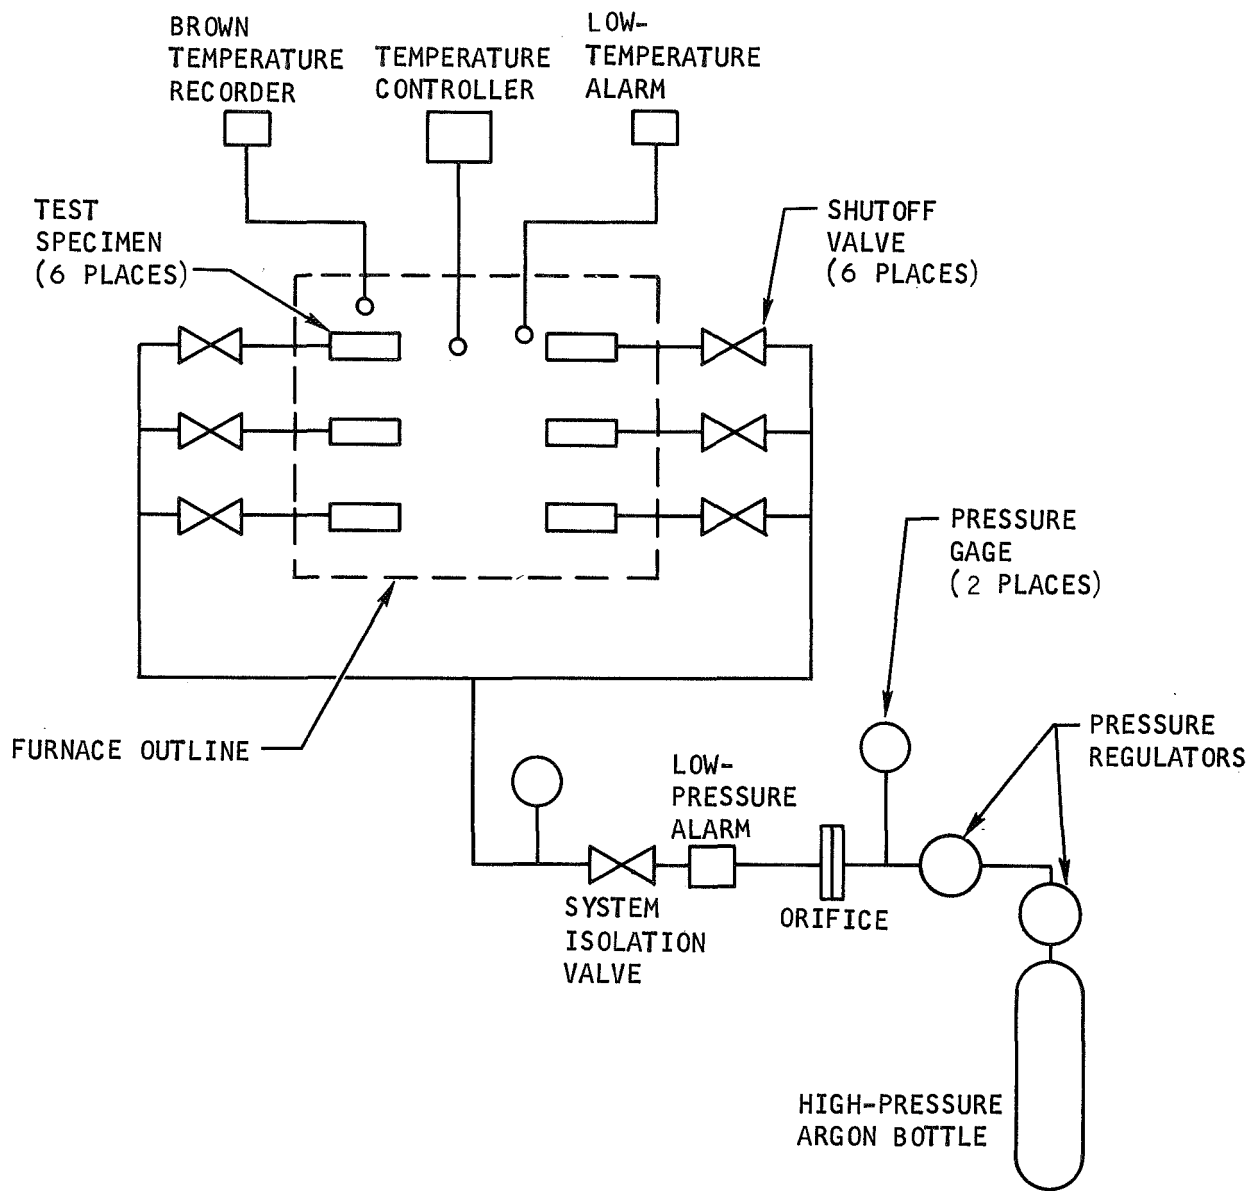 BROWN
TEMPERATURE
RECORDER
TEMPERATURE
CONTROLLER
LOW-
TEMPERATURE
ALARM
TEST
SPECIMEN
(6 PLACES)
SHUTOFF
VALVE
(6 PLACES)
PRESSURE
GAGE
(2 PLACES)
FURNACE OUTLINE
PRESSURE
REGULATORS
LOW-
PRESSURE
ALARM
SYSTEM
ISOLATION
VALVE
ORIFICE
HIGH-PRESSURE
ARGON BOTTLE